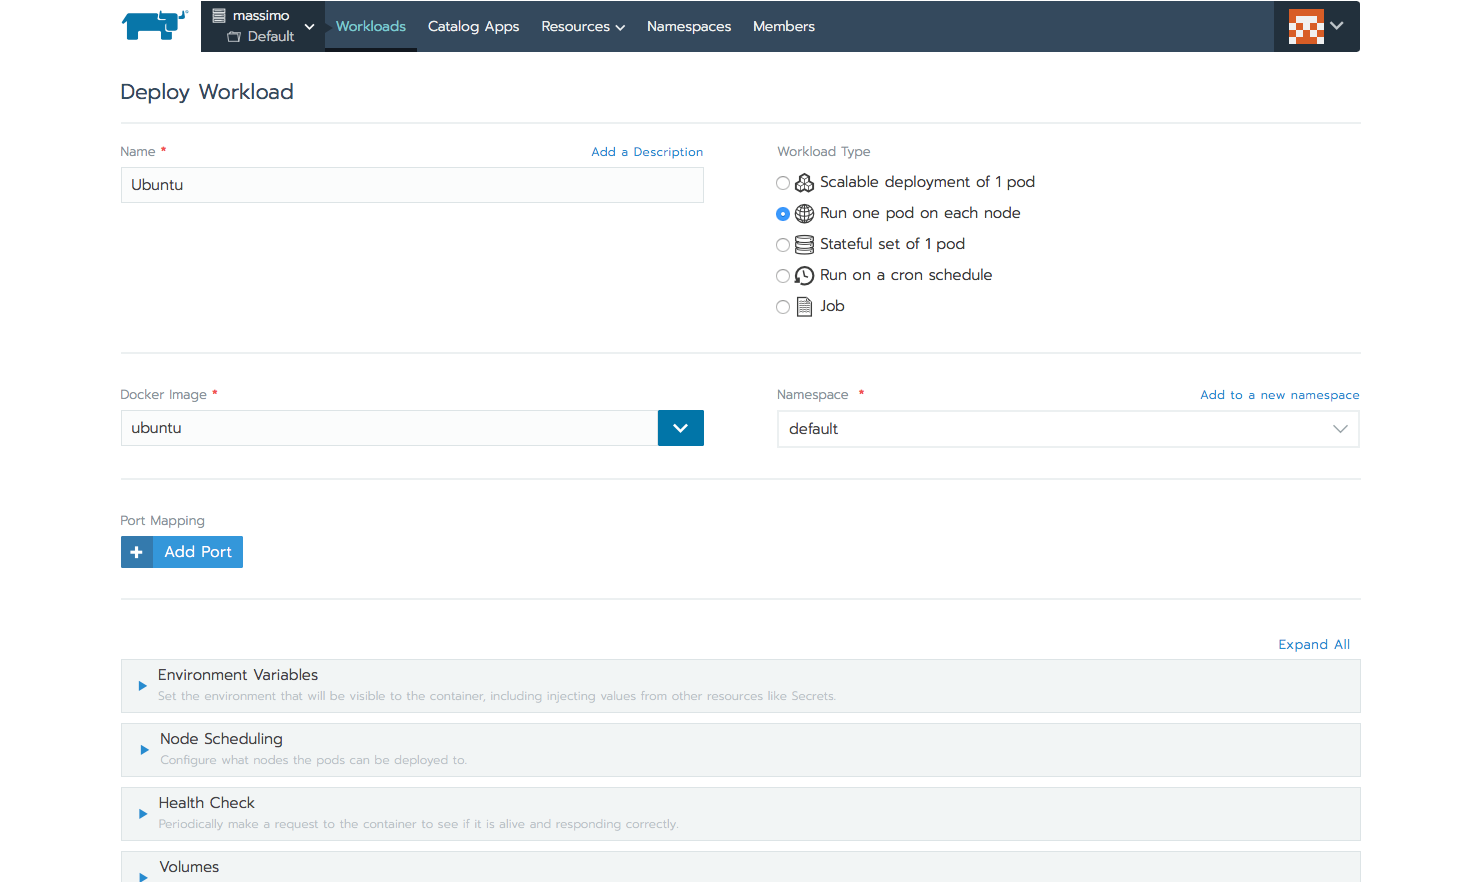 massimo
Default
Workloads
Catalog Apps
Resources
Namespaces
Members
Deploy Workload
Name *
Add a Description
Ubuntu
Workload Type
Scalable deployment of 1 pod
Run one pod on each node
Stateful set of 1 pod
Run on a cron schedule
Job
Docker Image *
ubuntu
Namespace *
Add to a new namespace
default
Port Mapping
+ Add Port
Expand All
Environment Variables
Set the environment that will be visible to the container, including injecting values from other resources like Secrets.
Node Scheduling
Configure what nodes the pods can be deployed to.
Health Check
Periodically make a request to the container to see if it is alive and responding correctly.
Volumes